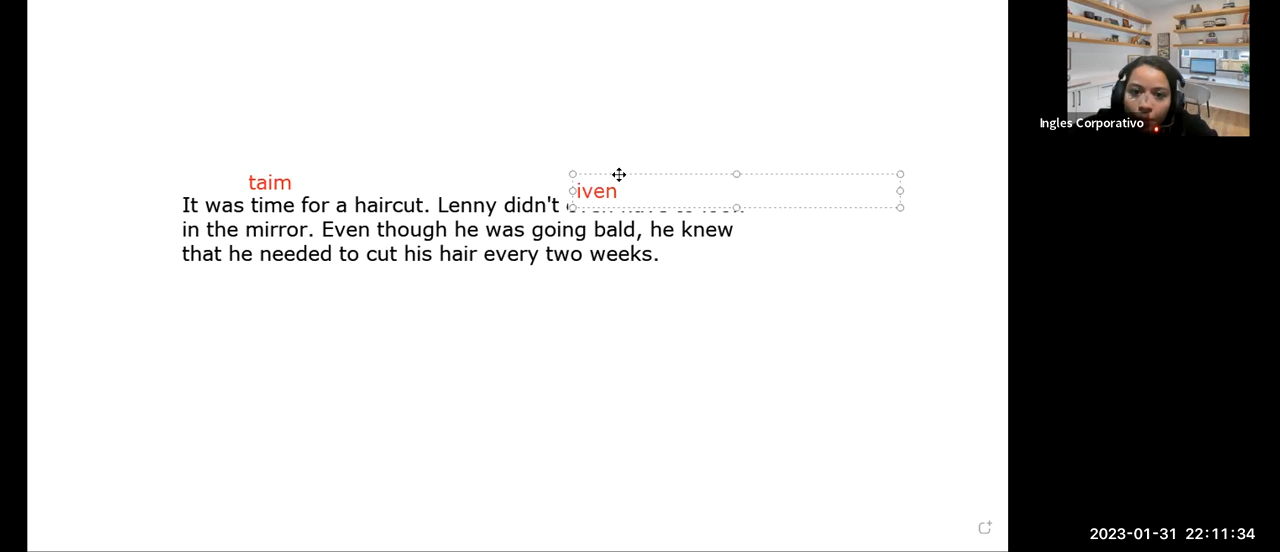 taim
iven
It was time for a haircut. Lenny didn't
in the mirror. Even though he was going bald, he knew
that he needed to cut his hair every two weeks.
Ingles Corporativo
2023-01-31 22:11:34